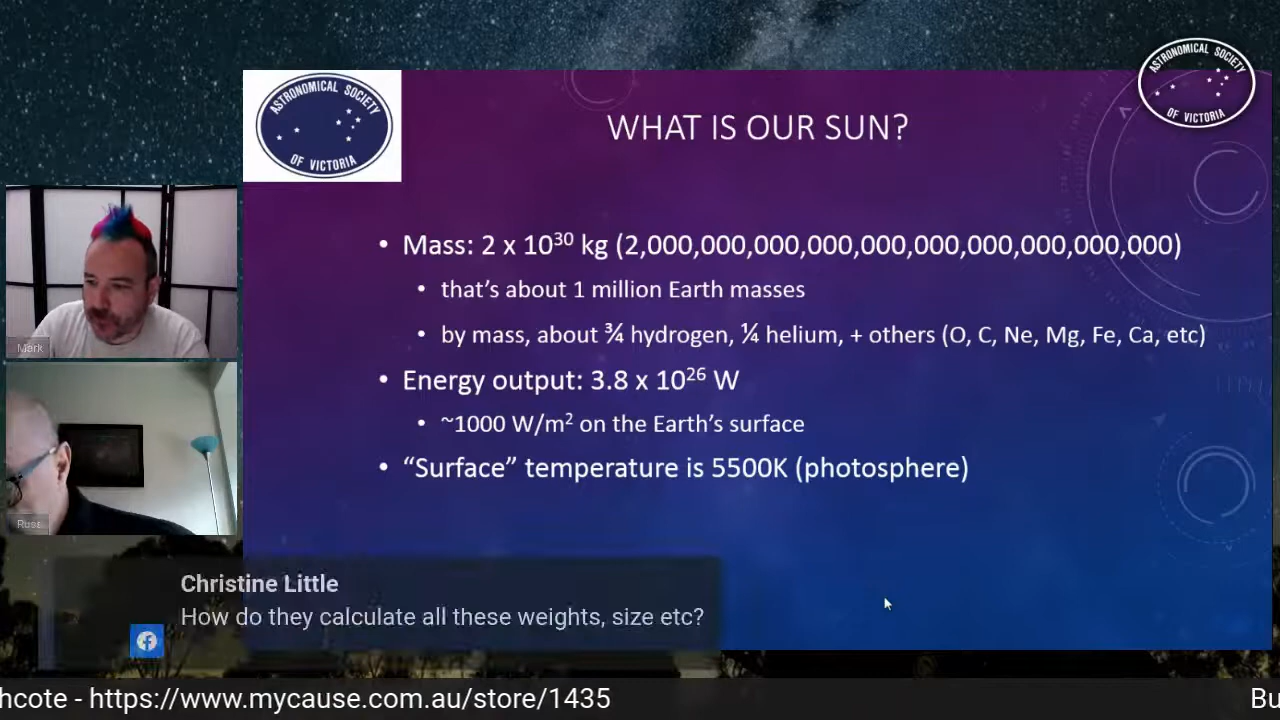 ASTRONOMICAL SOCIETY
OF VICTORIA
ASTRONOMICAL SOCIETY
OF VICTORIA
WHAT IS OUR SUN?
• Mass: 2 x 10³⁰ kg (2,000,000,000,000,000,000,000,000,000,000)
• that’s about 1 million Earth masses
• by mass, about ¾ hydrogen, ¼ helium, + others (O, C, Ne, Mg, Fe, Ca, etc)
• Energy output: 3.8 x 10²⁶ W
• ~1000 W/m² on the Earth’s surface
• “Surface” temperature is 5500K (photosphere)
Mark
Russ
Christine Little
How do they calculate all these weights, size etc?
hcote - https://www.mycause.com.au/store/1435
Bu